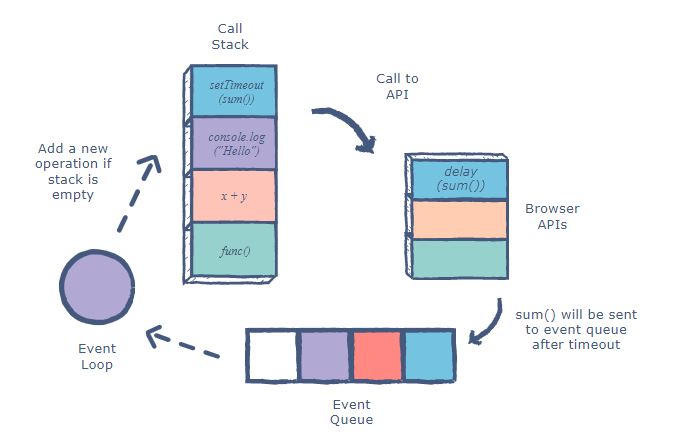 Call
Stack
setTimeout
(sum())
console.log
("Hello")
x + y
func()
Call to
API
delay
(sum())
Browser
APIs
sum() will be sent
to event queue
after timeout
Event
Queue
Event
Loop
Add a new
operation if
stack is
empty